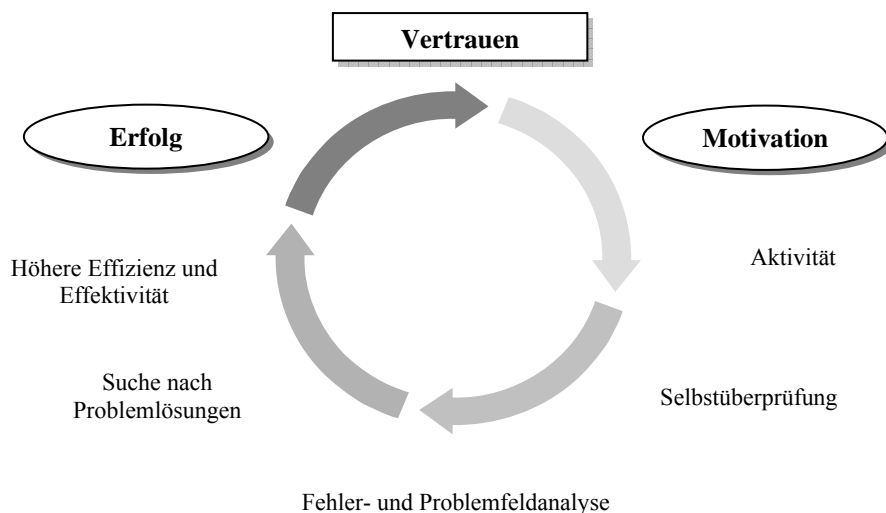 Vertrauen
Erfolg
Motivation
Höhere Effizienz und
Effektivität
Aktivität
Suche nach
Problemlösungen
Selbstüberprüfung
Fehler- und Problemfeldanalyse